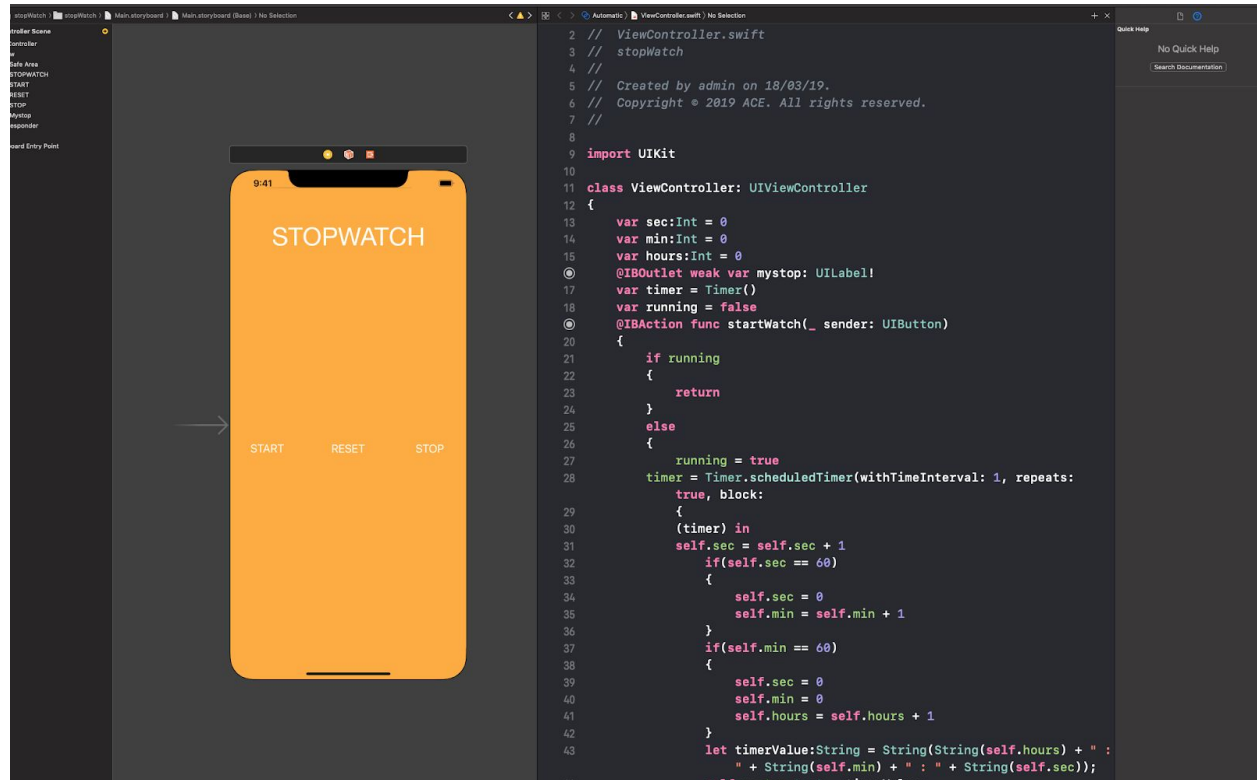 stopWatch stopWatch Main.storyboard Main.storyboard (Base) No Selection
Automatic ViewController.swift No Selection
troller Scene
Controller
w
Safe Area
STOPWATCH
START
RESET
STOP
Mystop
esponder
oard Entry Point
9:41
STOPWATCH
START RESET STOP
2 // ViewController.swift
3 // stopWatch
4 //
5 // Created by admin on 18/03/19.
6 // Copyright © 2019 ACE. All rights reserved.
7 //
8
9 import UIKit
10
11 class ViewController: UIViewController
12 {
13 var sec:Int = 0
14 var min:Int = 0
15 var hours:Int = 0
@IBOutlet weak var mystop: UILabel!
17 var timer = Timer()
18 var running = false
@IBAction func startWatch(_ sender: UIButton)
20 {
21 if running
22 {
23 return
24 }
25 else
26 {
27 running = true
28 timer = Timer.scheduledTimer(withTimeInterval: 1, repeats:
true, block:
29 {
30 (timer) in
31 self.sec = self.sec + 1
32 if(self.sec == 60)
33 {
34 self.sec = 0
35 self.min = self.min + 1
36 }
37 if(self.min == 60)
38 {
39 self.sec = 0
40 self.min = 0
41 self.hours = self.hours + 1
42 }
43 let timerValue:String = String(String(self.hours) + " :
" + String(self.min) + " : " + String(self.sec));
Quick Help
No Quick Help
Search Documentation